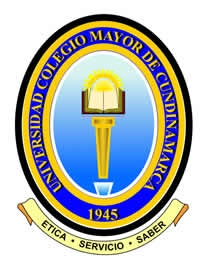 UNIVERSIDAD COLEGIO MAYOR DE CUNDINAMARCA
1945
ETICA • SERVICIO • SABER